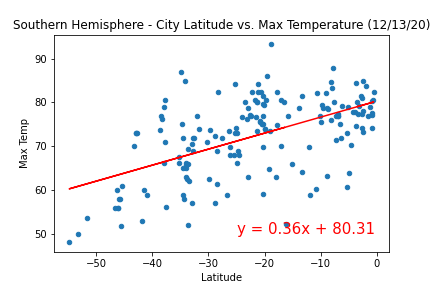 Southern Hemisphere - City Latitude vs. Max Temperature (12/13/20)
Max Temp
90
80
70
60
50
y = 0.36x + 80.31
−50
−40
−30
−20
−10
0
Latitude